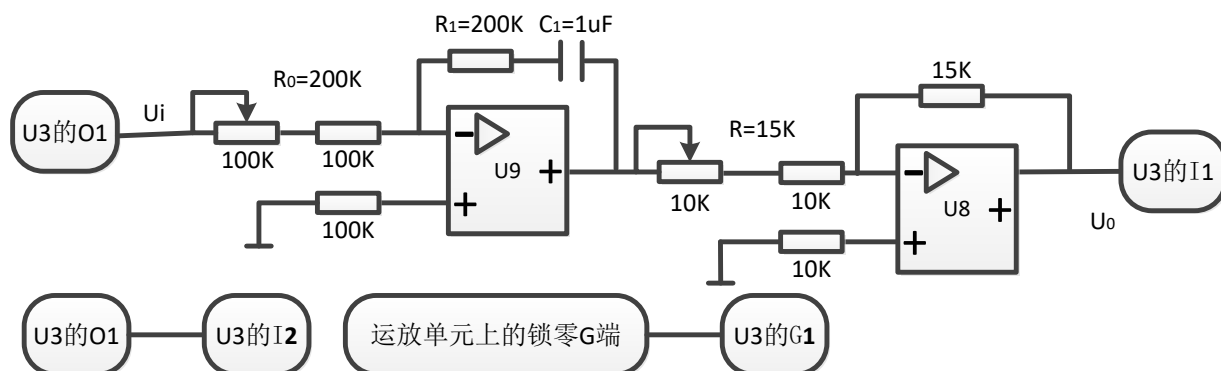 R₁=200K C₁=1uF
15K
R₀=200K
U3的O1
Ui
R=15K
U3的I1
100K
100K
U9
10K
10K
U8
U₀
100K
10K
U3的O1
U3的I2
运放单元上的锁零G端
U3的G1